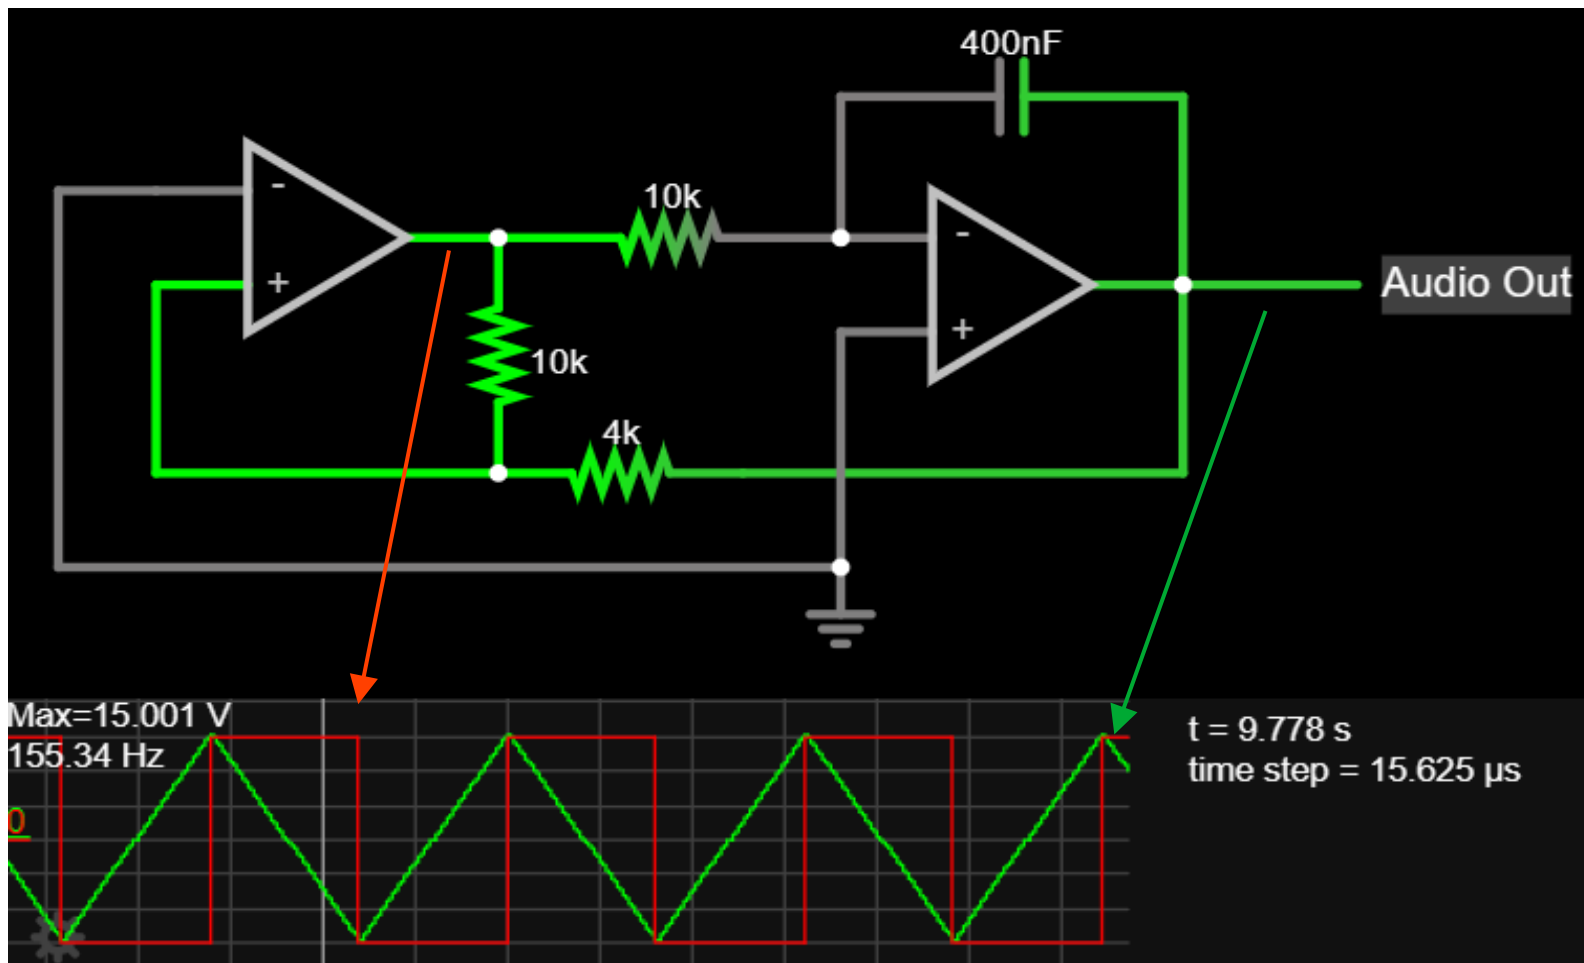 400nF
10k
-
+
10k
4k
-
+
Audio Out
Max=15.001 V
155.34 Hz
0
t = 9.778 s
time step = 15.625 µs